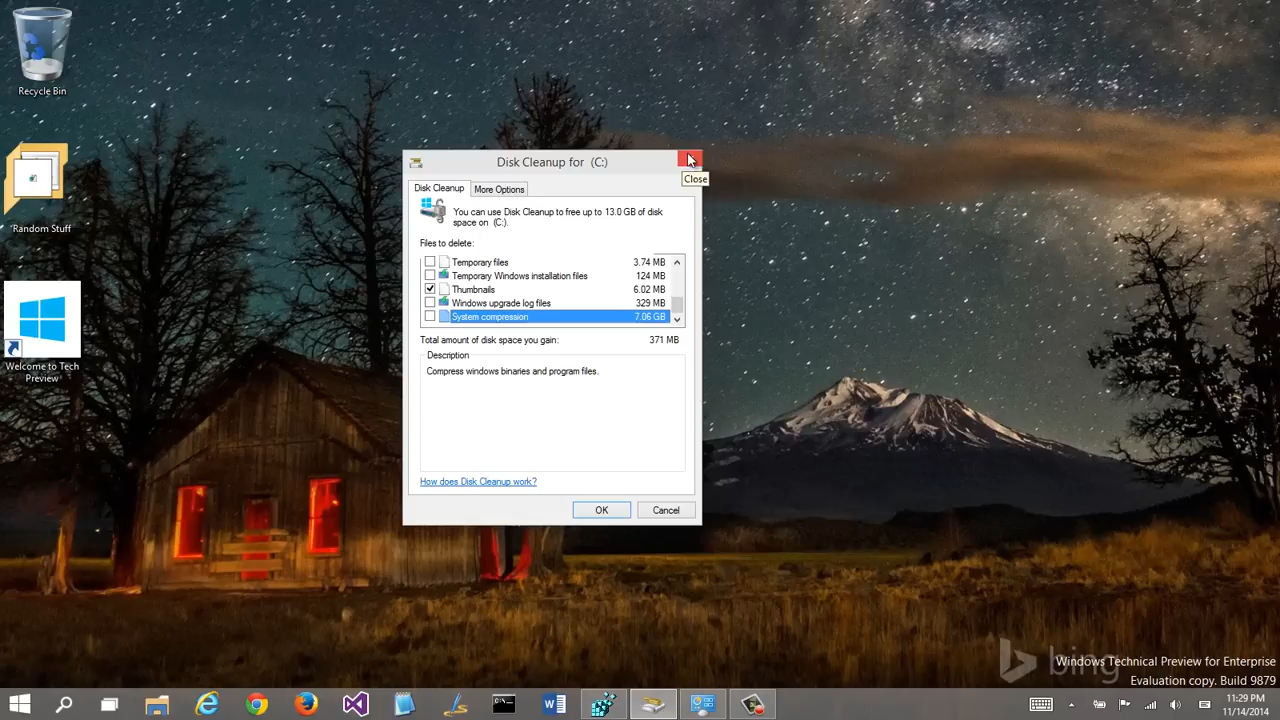 Recycle Bin
Random Stuff
Welcome to Tech
Preview
Disk Cleanup for  (C:)
Close
Disk Cleanup
More Options
You can use Disk Cleanup to free up to 13.0 GB of disk
space on  (C:).
Files to delete:
Temporary files 3.74 MB
Temporary Windows installation files 124 MB
Thumbnails 6.02 MB
Windows upgrade log files 329 MB
System compression 7.06 GB
Total amount of disk space you gain: 371 MB
Description
Compress windows binaries and program files.
How does Disk Cleanup work?
OK
Cancel
bing
Windows Technical Preview for Enterprise
Evaluation copy. Build 9879
11:29 PM
11/14/2014